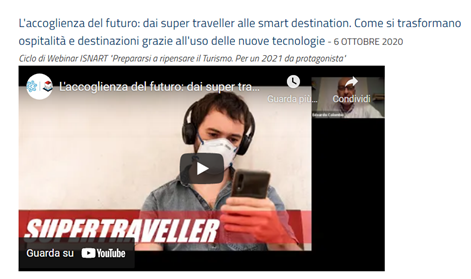 L'accoglienza del futuro: dai super traveller alle smart destination. Come si trasformano
ospitalità e destinazioni grazie all'uso delle nuove tecnologie - 6 OTTOBRE 2020
Ciclo di Webinar ISNART "Prepararsi a ripensare il Turismo. Per un 2021 da protagonista"
L'accoglienza del futuro: dai super tra...
Guarda più...
Condividi
SUPERTRAVELLER
Guarda su YouTube